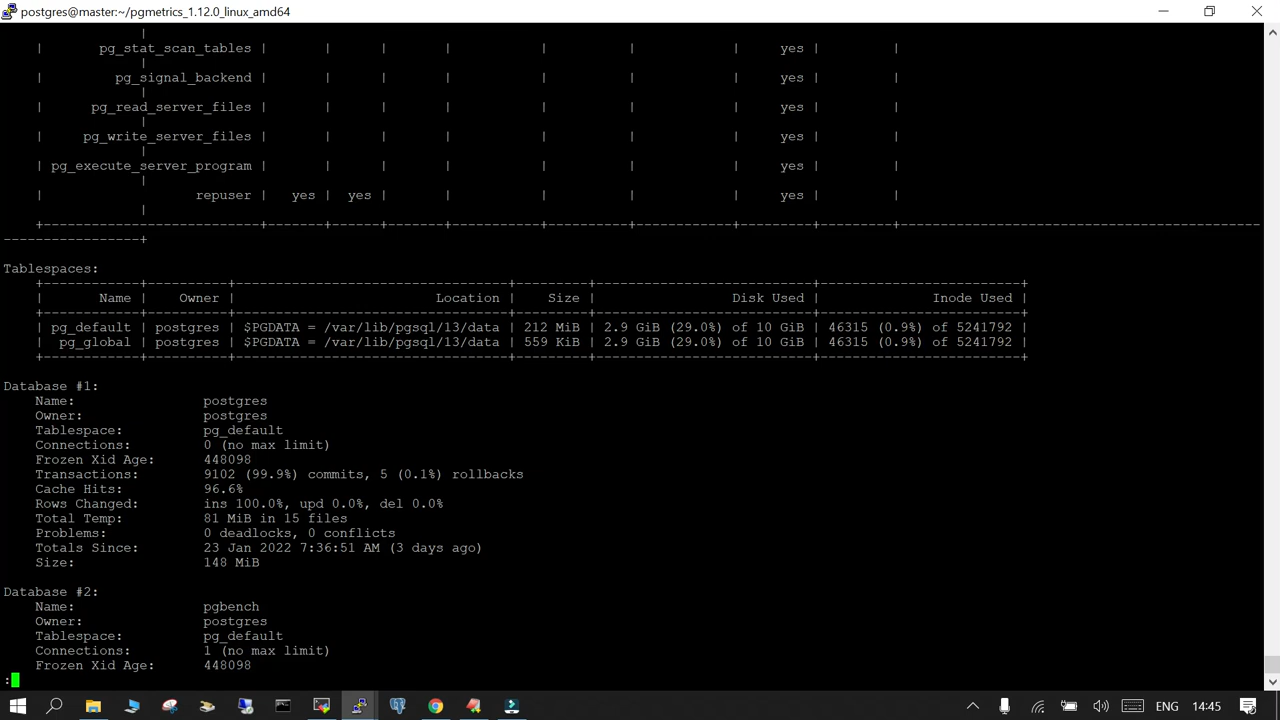 postgres@master:~/pgmetrics_1.12.0_linux_amd64
|
| pg_stat_scan_tables | | | | | | yes | |
|
| pg_signal_backend | | | | | | yes | |
|
| pg_read_server_files | | | | | | yes | |
|
| pg_write_server_files | | | | | | yes | |
|
| pg_execute_server_program | | | | | | yes | |
|
| repuser | yes | yes | | | | yes | |
|
+---------------------------+-------+------+-------+-----------+----------+------------+---------+---------+---------------------------------------------
-----------------+
Tablespaces:
+------------+----------+----------------------------------+---------+---------------------------+-------------------------+
| Name | Owner | Location | Size | Disk Used | Inode Used |
+------------+----------+----------------------------------+---------+---------------------------+-------------------------+
| pg_default | postgres | $PGDATA = /var/lib/pgsql/13/data | 212 MiB | 2.9 GiB (29.0%) of 10 GiB | 46315 (0.9%) of 5241792 |
| pg_global | postgres | $PGDATA = /var/lib/pgsql/13/data | 559 KiB | 2.9 GiB (29.0%) of 10 GiB | 46315 (0.9%) of 5241792 |
+------------+----------+----------------------------------+---------+---------------------------+-------------------------+
Database #1:
Name: postgres
Owner: postgres
Tablespace: pg_default
Connections: 0 (no max limit)
Frozen Xid Age: 448098
Transactions: 9102 (99.9%) commits, 5 (0.1%) rollbacks
Cache Hits: 96.6%
Rows Changed: ins 100.0%, upd 0.0%, del 0.0%
Total Temp: 81 MiB in 15 files
Problems: 0 deadlocks, 0 conflicts
Totals Since: 23 Jan 2022 7:36:51 AM (3 days ago)
Size: 148 MiB
Database #2:
Name: pgbench
Owner: postgres
Tablespace: pg_default
Connections: 1 (no max limit)
Frozen Xid Age: 448098
:
ENG 14:45